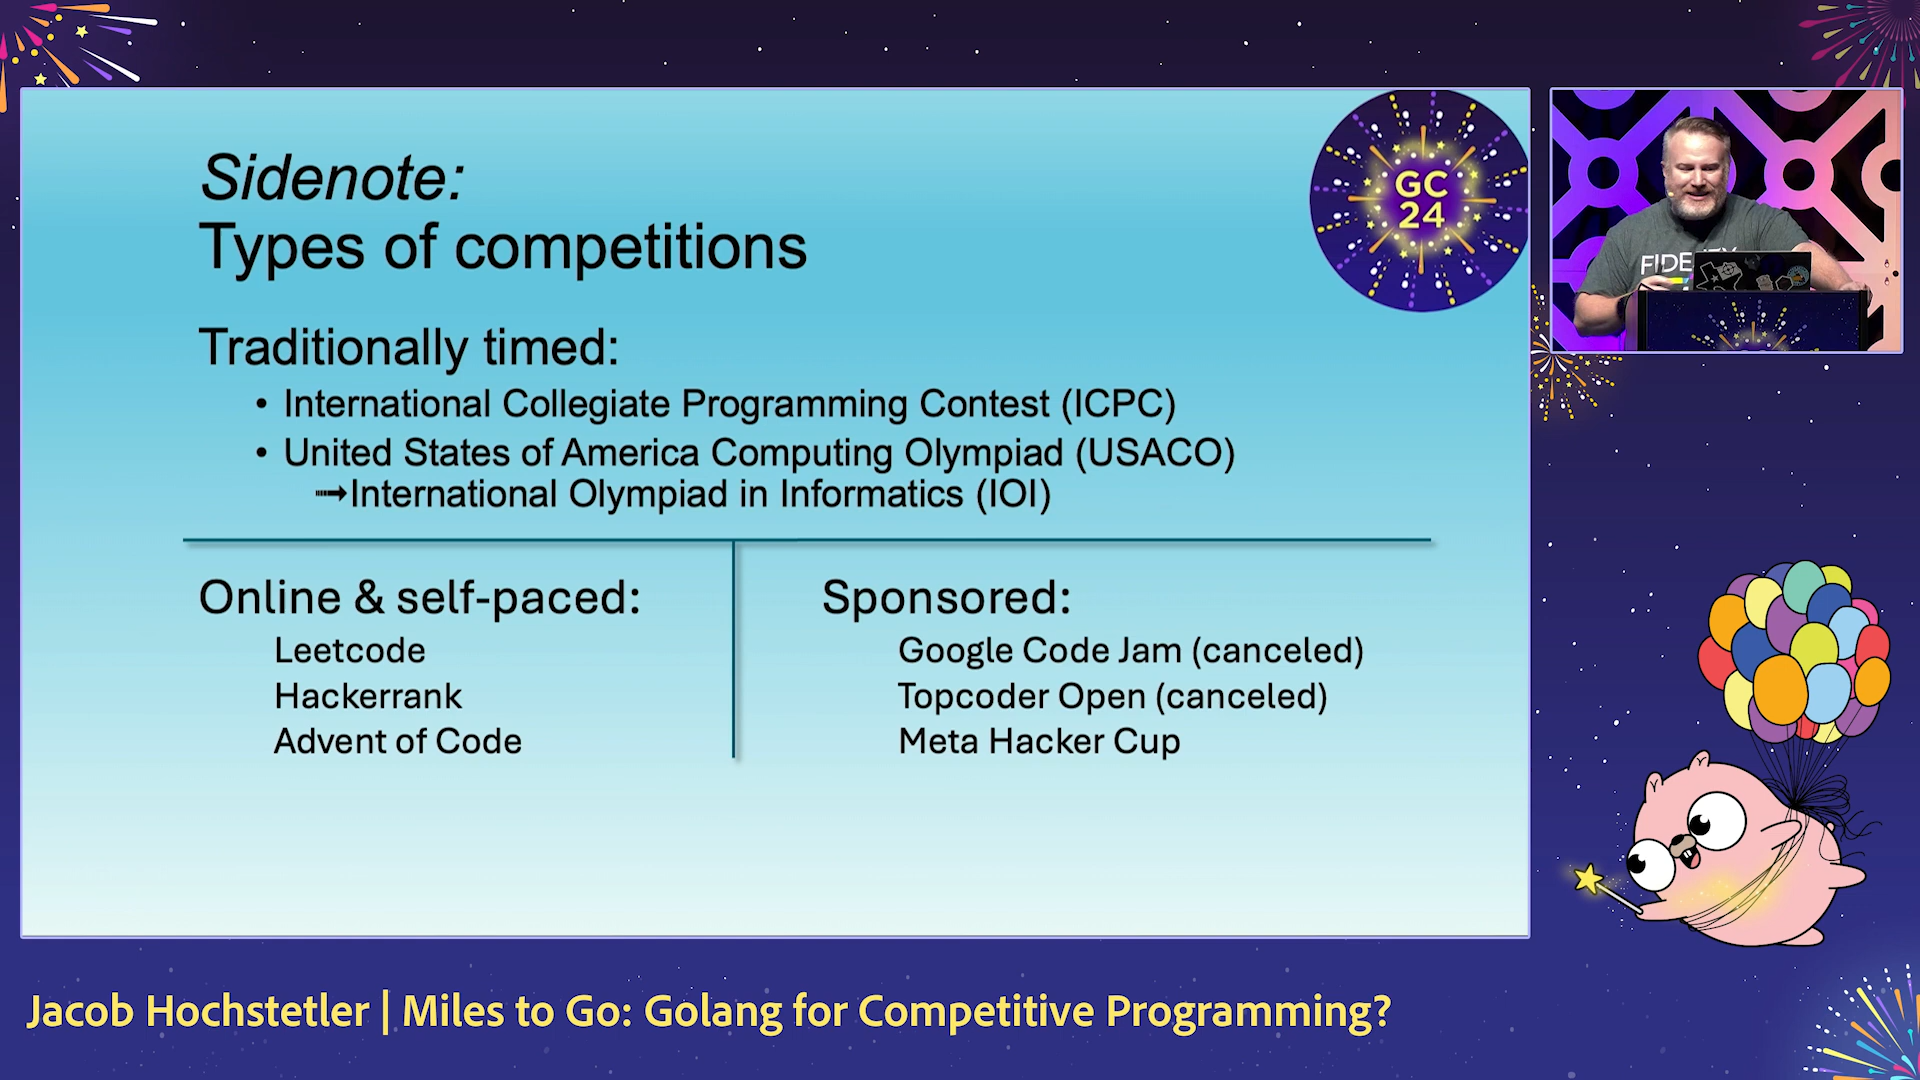 Sidenote:
Types of competitions
GC
24
Traditionally timed:
• International Collegiate Programming Contest (ICPC)
• United States of America Computing Olympiad (USACO)
➟International Olympiad in Informatics (IOI)
Online & self-paced:
Leetcode
Hackerrank
Advent of Code
Sponsored:
Google Code Jam (canceled)
Topcoder Open (canceled)
Meta Hacker Cup
Jacob Hochstetler | Miles to Go: Golang for Competitive Programming?